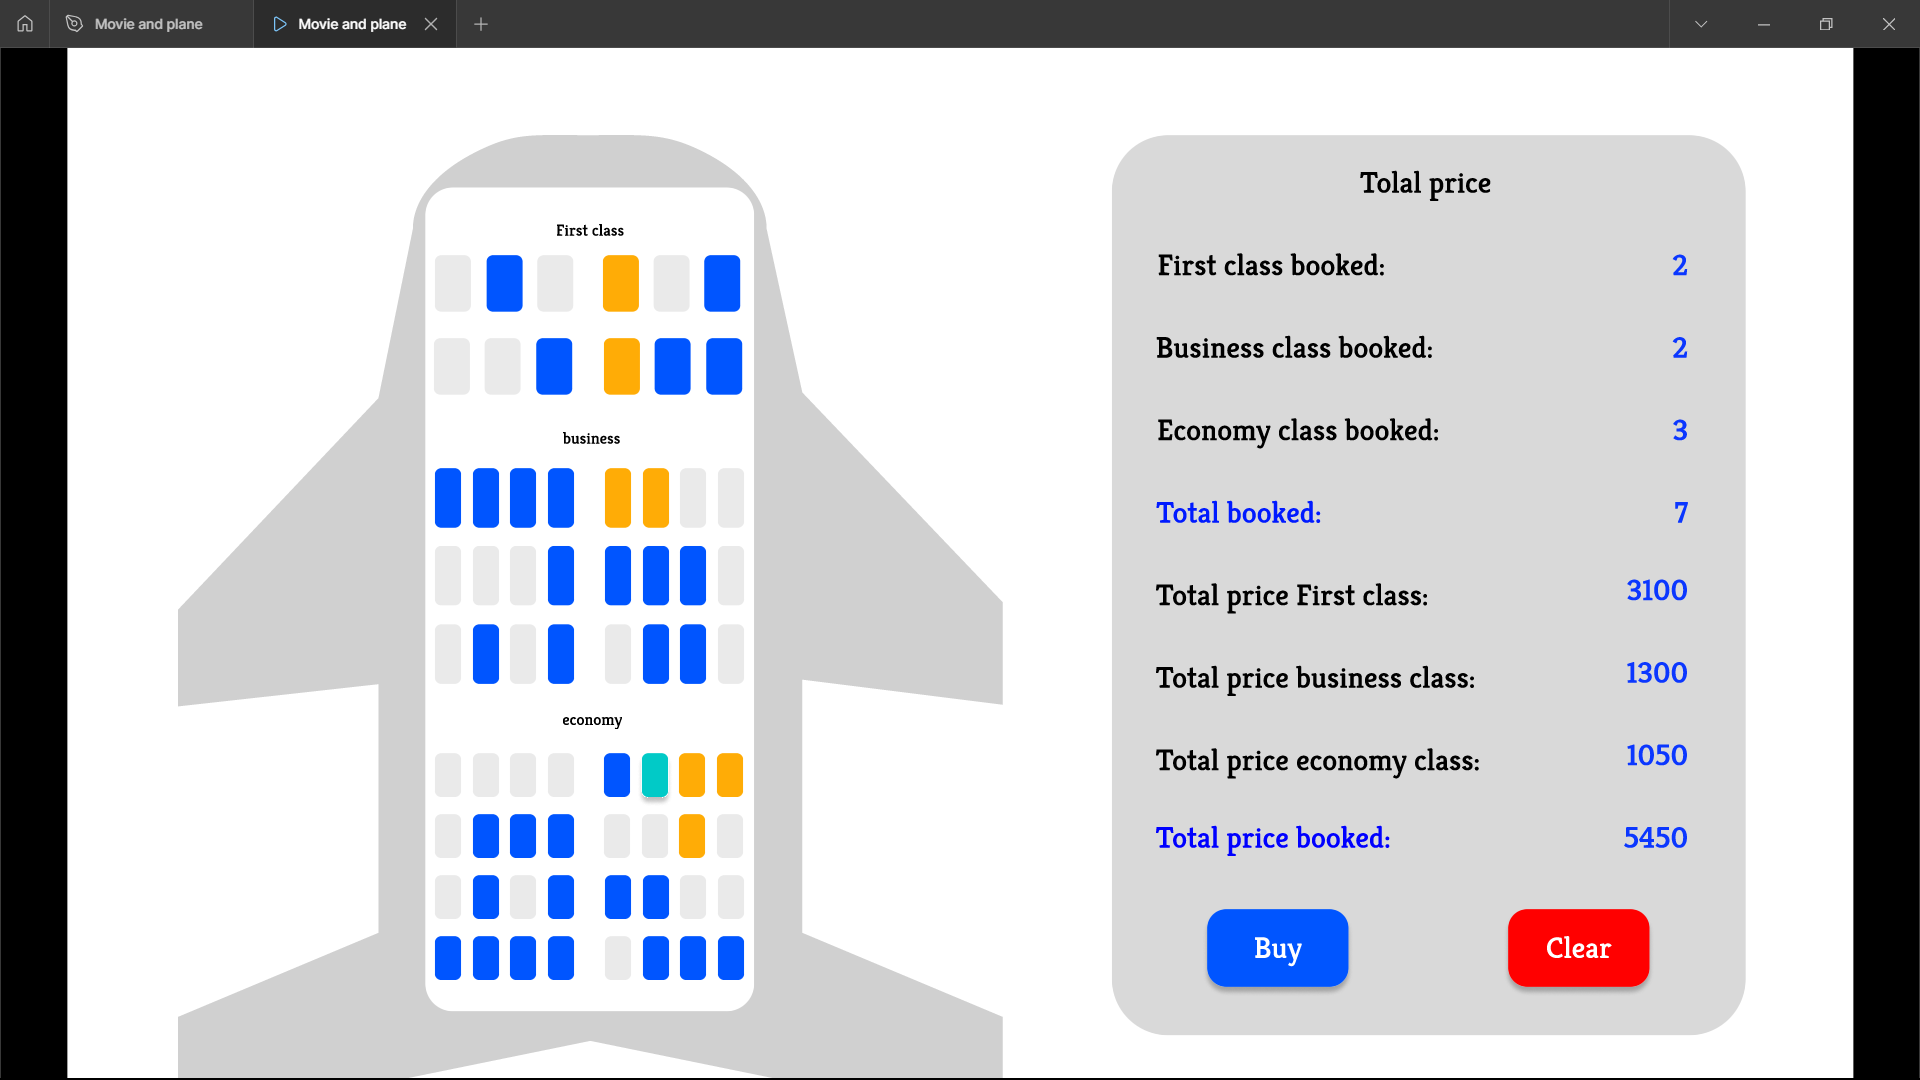 Movie and plane
Movie and plane
First class
business
economy
Tolal price
First class booked: 2
Business class booked: 2
Economy class booked: 3
Total booked: 7
Total price First class: 3100
Total price business class: 1300
Total price economy class: 1050
Total price booked: 5450
Buy
Clear